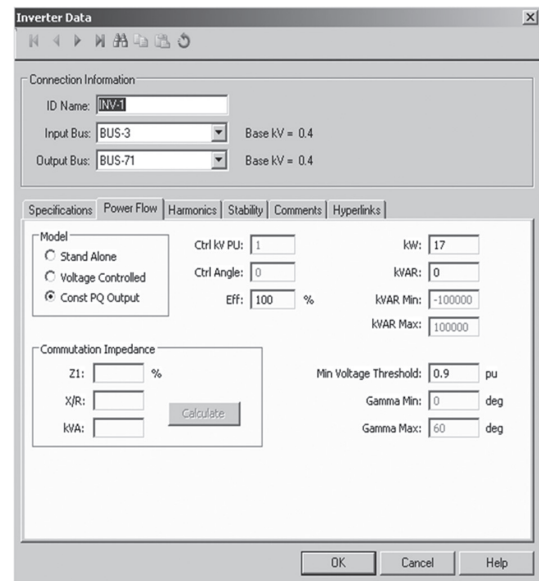 Inverter Data
Connection Information
ID Name: INV-1
Input Bus: BUS-3 Base kV = 0.4
Output Bus: BUS-71 Base kV = 0.4
Specifications Power Flow Harmonics Stability Comments Hyperlinks
Model
Stand Alone
Voltage Controlled
Const PQ Output
Ctrl kV PU: 1
Ctrl Angle: 0
Eff: 100 %
kW: 17
kVAR: 0
kVAR Min: -100000
kVAR Max: 100000
Commutation Impedance
Z1: %
X/R:
kVA:
Calculate
Min Voltage Threshold: 0.9 pu
Gamma Min: 0 deg
Gamma Max: 60 deg
OK Cancel Help